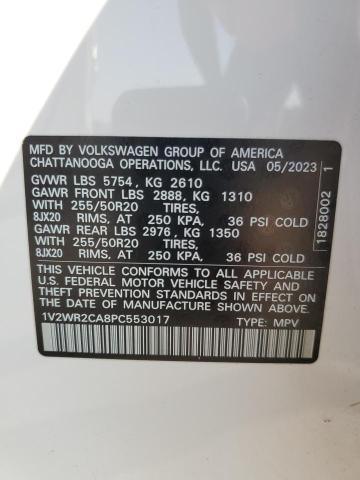 MFD BY VOLKSWAGEN GROUP OF AMERICA
CHATTANOOGA OPERATIONS, LLC. USA 05/2023
GVWR LBS 5754, KG 2610
GAWR FRONT LBS 2888, KG 1310
WITH 255/50R20 TIRES,
8JX20 RIMS, AT 250 KPA, 36 PSI COLD
GAWR REAR LBS 2976, KG 1350
WITH 255/50R20 TIRES,
8JX20 RIMS, AT 250 KPA, 36 PSI COLD
THIS VEHICLE CONFORMS TO ALL APPLICABLE
U.S. FEDERAL MOTOR VEHICLE SAFETY AND
THEFT PREVENTION STANDARDS IN EFFECT ON
THE DATE OF MANUFACTURE SHOWN ABOVE.
1V2WR2CA8PC553017 TYPE: MPV
1828002 1